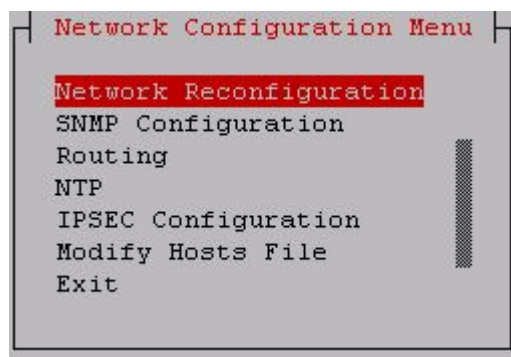 Network Configuration Menu
Network Reconfiguration
SNMP Configuration
Routing
NTP
IPSEC Configuration
Modify Hosts File
Exit